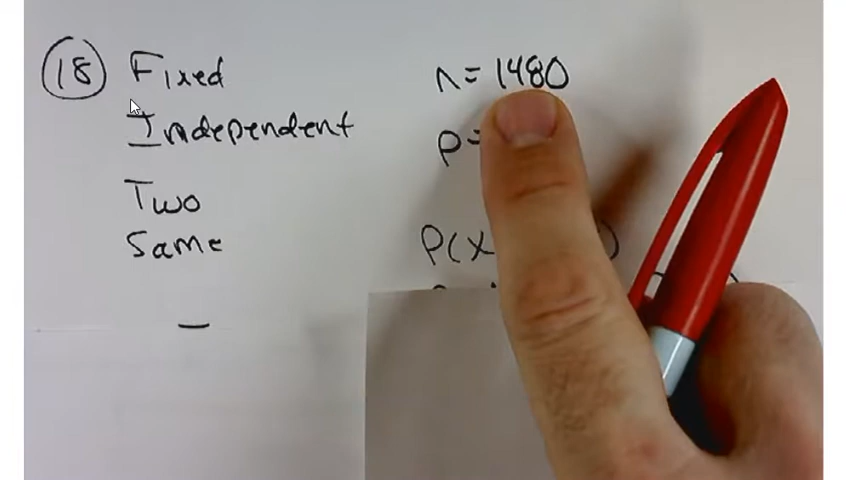 18 Fixed
Independent
Two
Same
n = 1480
p =
P(X